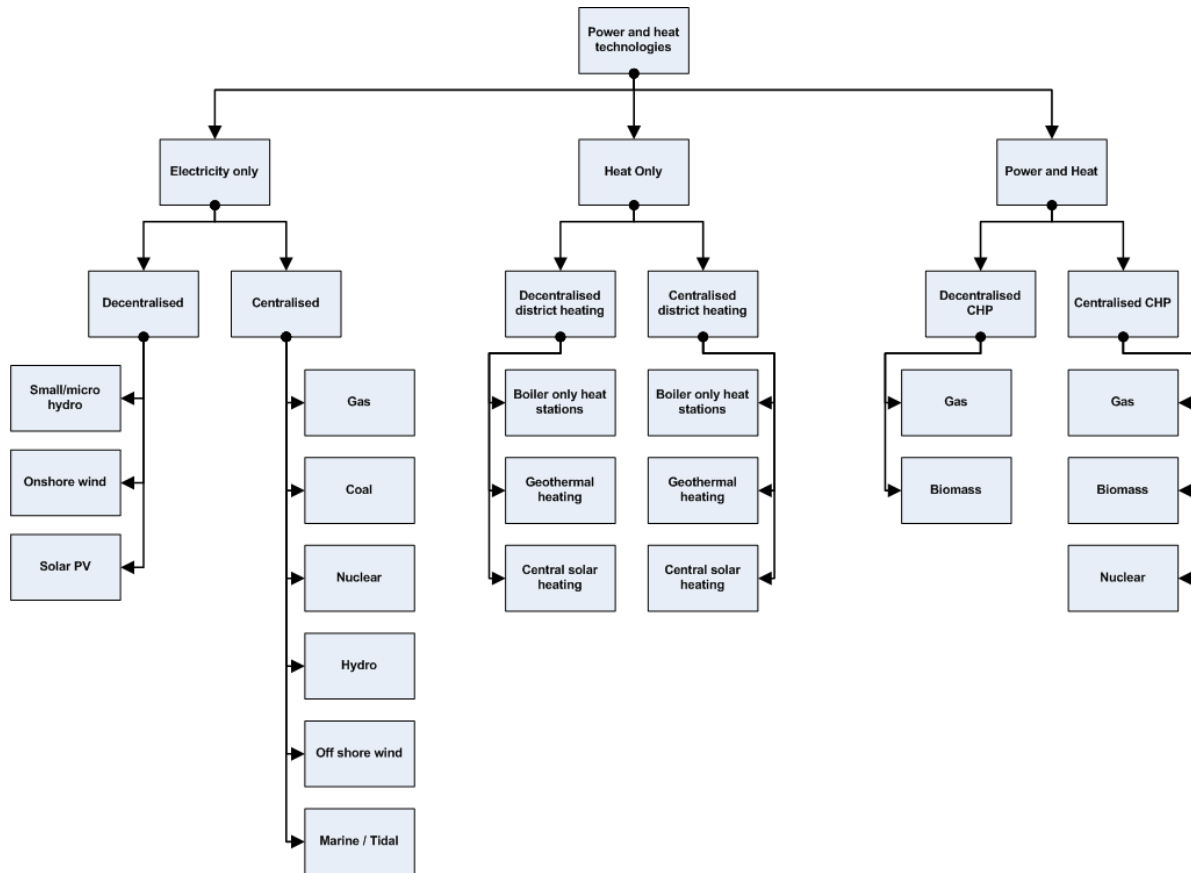 Power and heat
technologies
Electricity only
Heat Only
Power and Heat
Decentralised
Centralised
Decentralised
district heating
Centralised
district heating
Decentralised
CHP
Centralised CHP
Small/micro
hydro
Onshore wind
Solar PV
Gas
Coal
Nuclear
Hydro
Off shore wind
Marine / Tidal
Boiler only heat
stations
Geothermal
heating
Central solar
heating
Boiler only heat
stations
Geothermal
heating
Central solar
heating
Gas
Biomass
Gas
Biomass
Nuclear